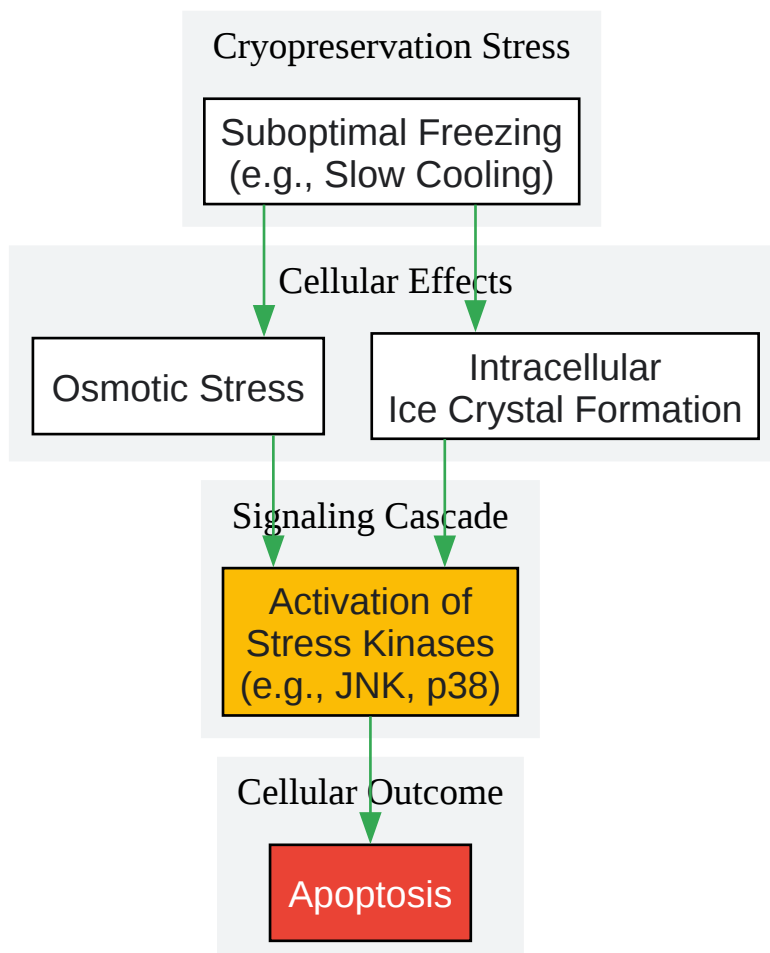 Cryopreservation Stress
Suboptimal Freezing
(e.g., Slow Cooling)
Cellular Effects
Osmotic Stress
Intracellular
Ice Crystal Formation
Signaling Cascade
Activation of
Stress Kinases
(e.g., JNK, p38)
Cellular Outcome
Apoptosis